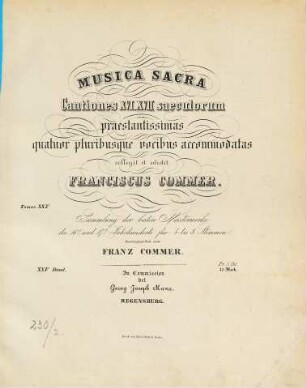 MUSICA SACRA
Cantiones XVI, XVII saeculorum
praestantissimas
quatuor pluribusque vocibus accommodatas
collegit et edidit
FRANCISCUS COMMER.
Tomus XXV
Sammlung der besten Meisterwerke
des 16ten und 17ten Jahrhunderts für 4 bis 8 Stimmen
FRANZ COMMER.
XXV Band.
15 Mark.
In Commission
bei
Georg Joseph Manz.
REGENSBURG.
230/2